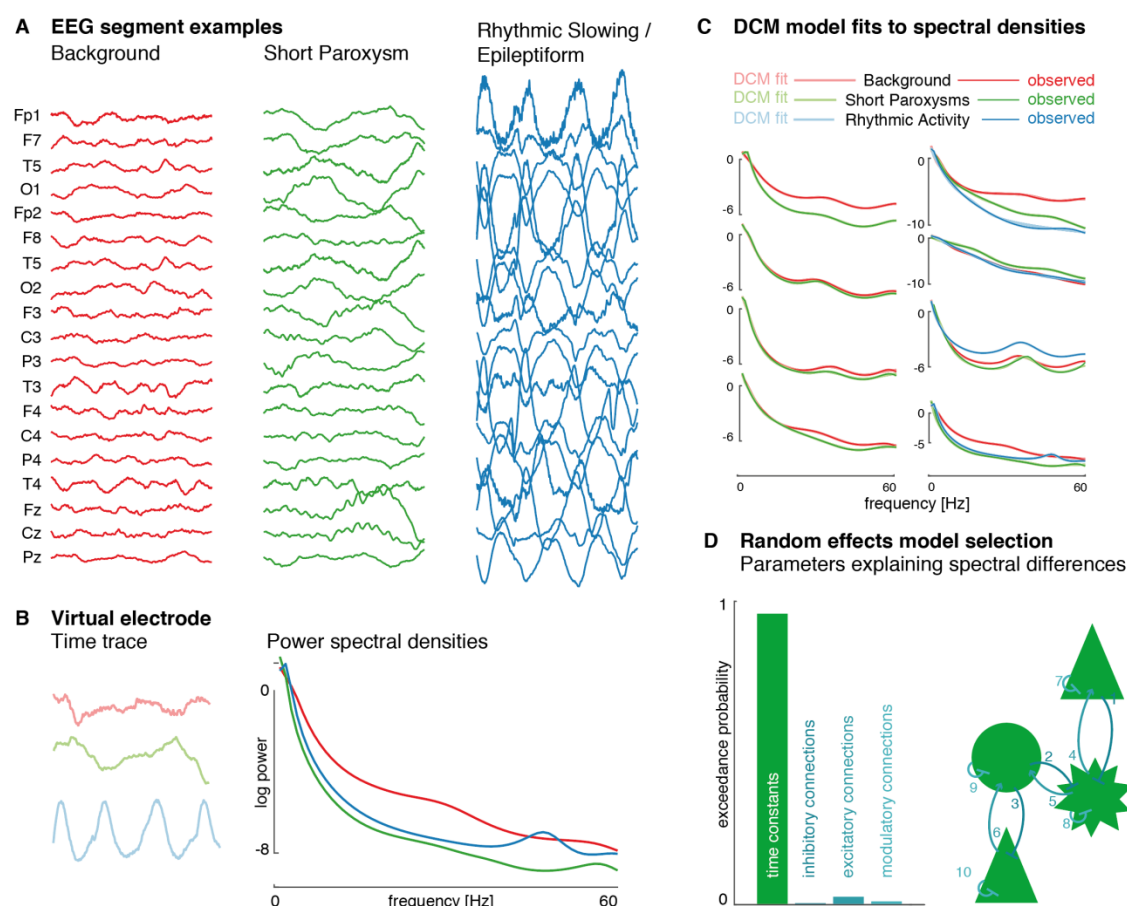 A EEG segment examples
Background
Short Paroxysm
Rhythmic Slowing /
Epileptiform
Fp1
F7
T5
O1
Fp2
F8
T5
O2
F3
C3
P3
T3
F4
C4
P4
T4
Fz
Cz
Pz
B Virtual electrode
Time trace
Power spectral densities
0
log power
-8
0
60
frequency [Hz]
C DCM model fits to spectral densities
DCM fit Background observed
DCM fit Short Paroxysms observed
DCM fit Rhythmic Activity observed
0
-6
0
-10
-6
0
-10
-6
0
-6
-6
0
-5
0
60
0
60
frequency [Hz]
D Random effects model selection
Parameters explaining spectral differences
1
exceedance probability
0
time constants
inhibitory connections
excitatory connections
modulatory connections
7
1
2
4
9
3
5
8
6
10